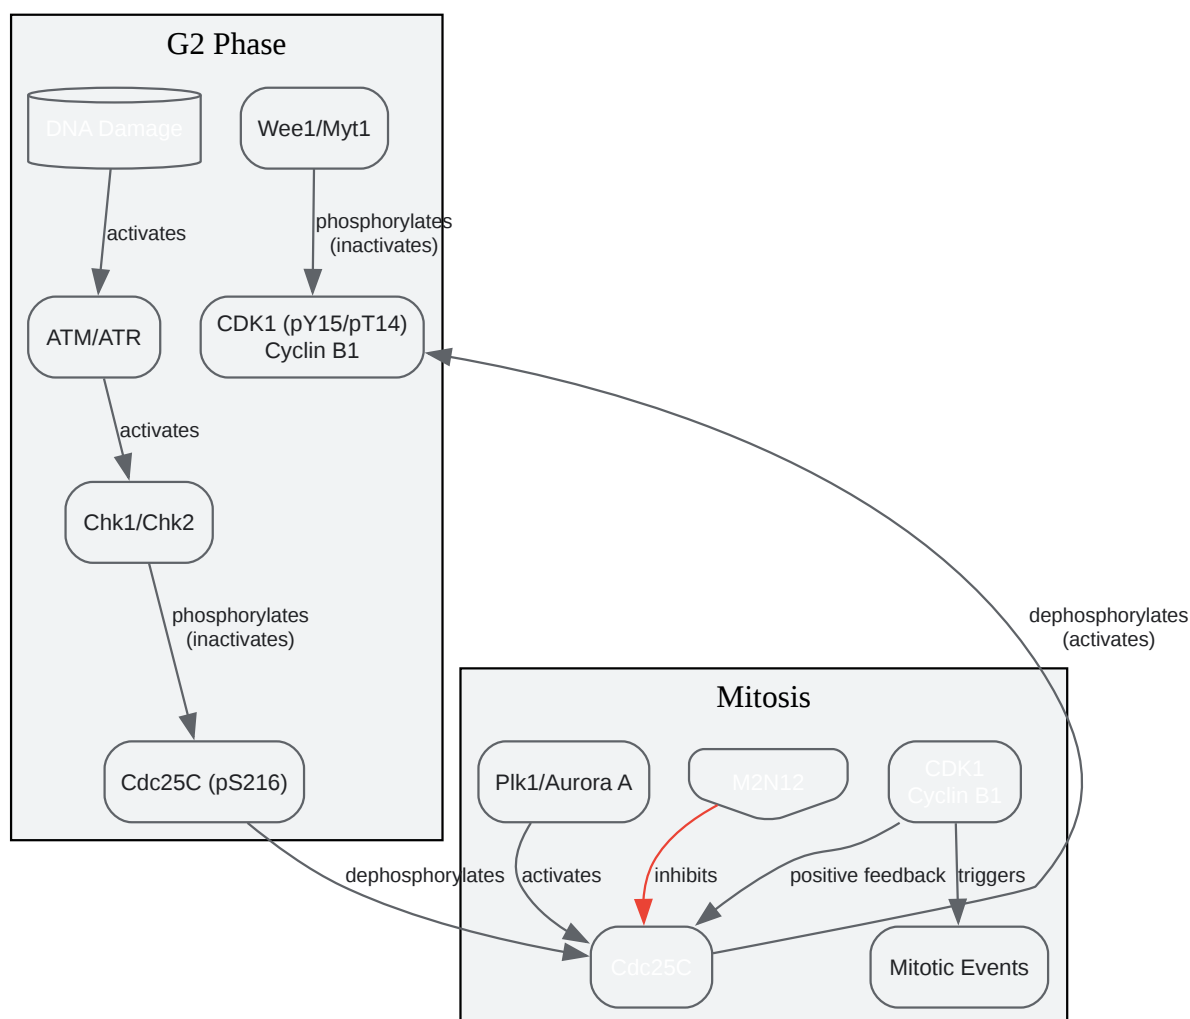 G2 Phase
DNA Damage
Wee1/Myt1
activates
phosphorylates
(inactivates)
ATM/ATR
CDK1 (pY15/pT14)
Cyclin B1
activates
Chk1/Chk2
phosphorylates
(inactivates)
dephosphorylates
(activates)
Mitosis
Cdc25C (pS216)
Plk1/Aurora A
M2N12
CDK1
Cyclin B1
dephosphorylates
activates
inhibits
positive feedback
triggers
Cdc25C
Mitotic Events